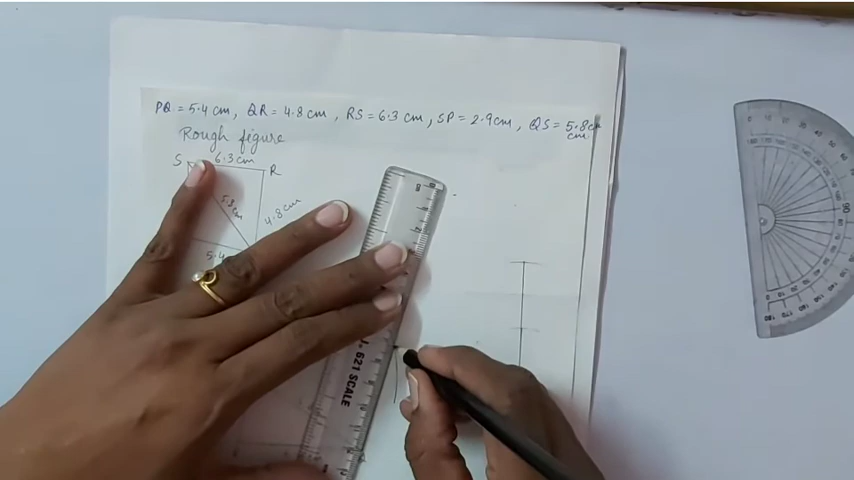 PQ = 5.4 cm, QR = 4.8 cm, RS = 6.3 cm, SP = 2.9 cm, QS = 5.8 cm
cm
Rough figure
6.3 cm
S
R
5.8 cm
4.8 cm
5.4
621 SCALE